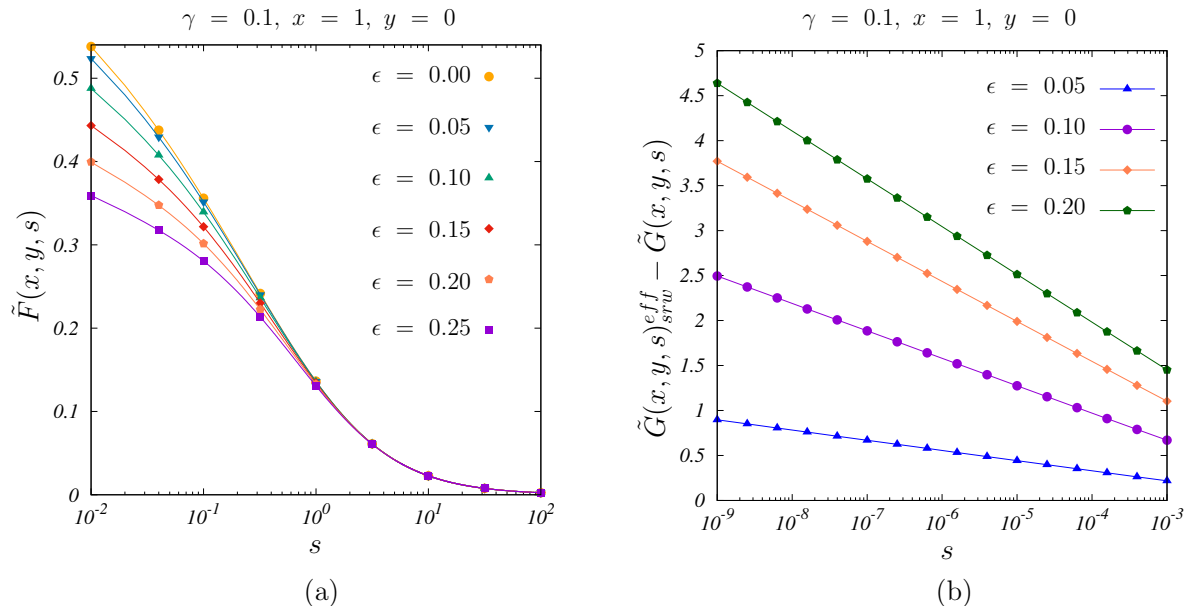 γ = 0.1, x = 1, y = 0
F̃(x, y, s)
0.5
0.4
0.3
0.2
0.1
0
ϵ = 0.00
ϵ = 0.05
ϵ = 0.10
ϵ = 0.15
ϵ = 0.20
ϵ = 0.25
10^-2 10^-1 10^0 10^1 10^2
s
(a)
γ = 0.1, x = 1, y = 0
G̃(x, y, s)^{eff}_{srw} − G̃(x, y, s)
5
4.5
4
3.5
3
2.5
2
1.5
1
0.5
0
ϵ = 0.05
ϵ = 0.10
ϵ = 0.15
ϵ = 0.20
10^-9 10^-8 10^-7 10^-6 10^-5 10^-4 10^-3
s
(b)